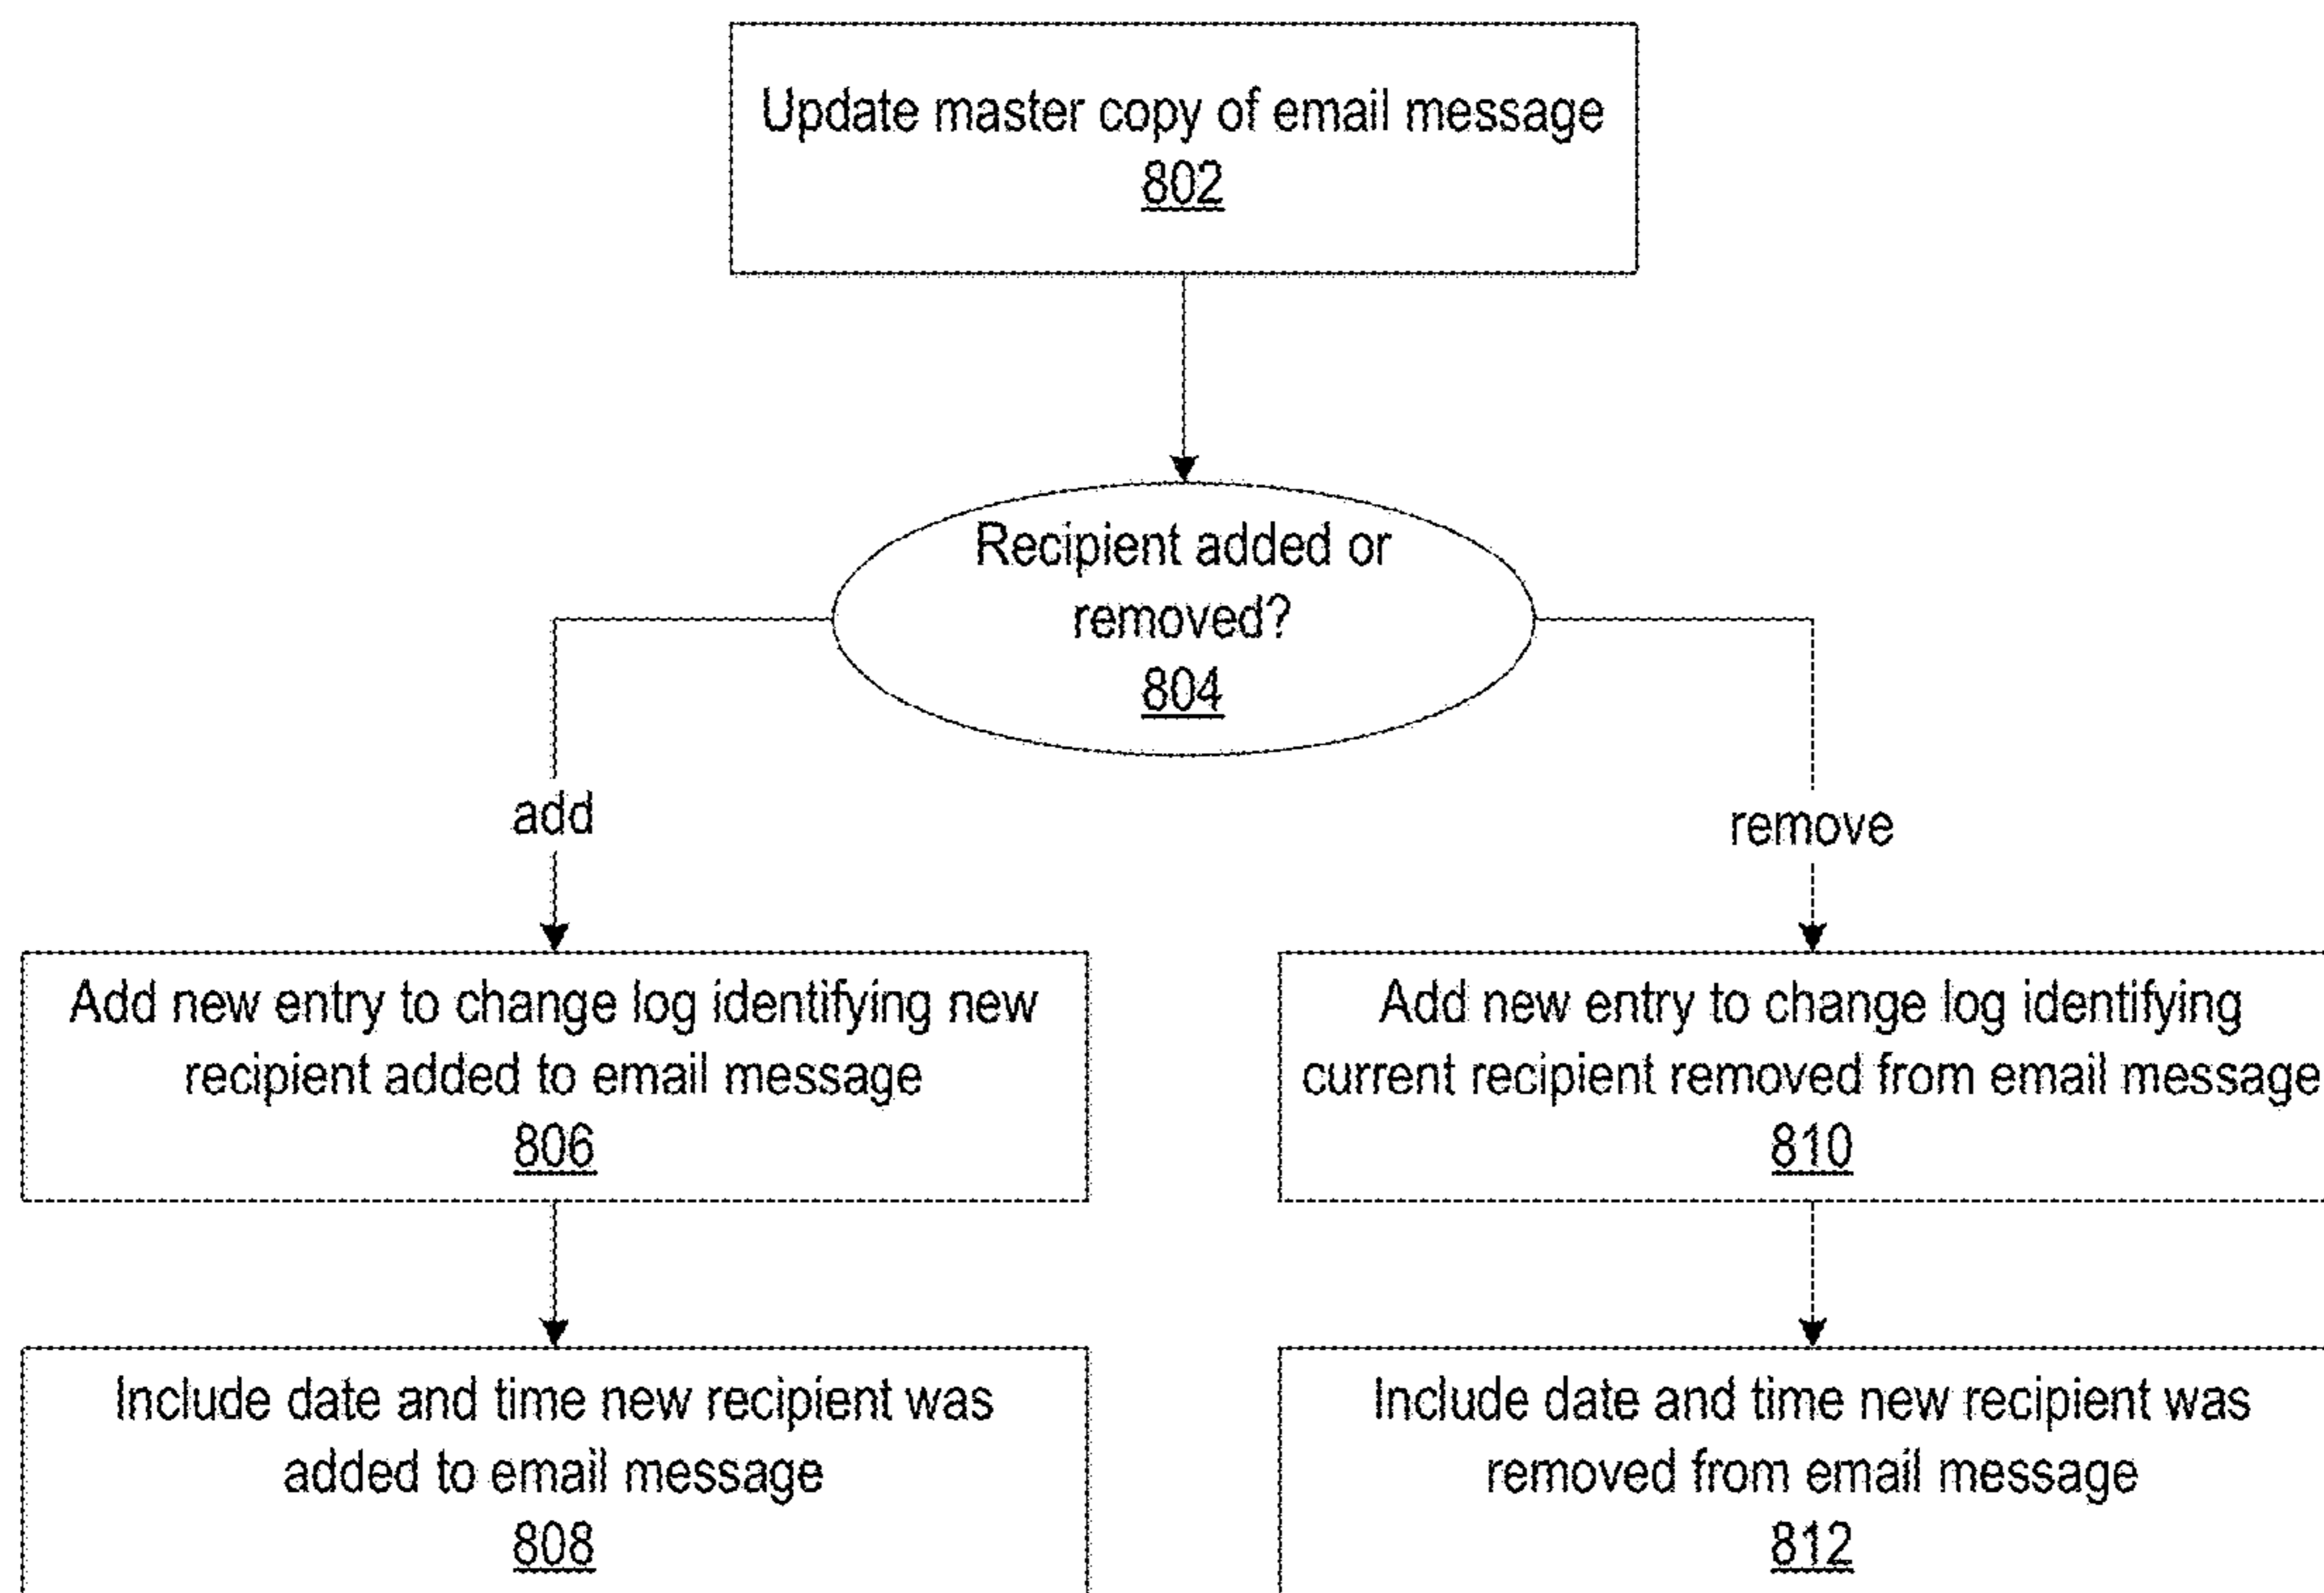 Update master copy of email message
802
Recipient added or
removed?
804
add
remove
Add new entry to change log identifying new
recipient added to email message
806
Add new entry to change log identifying
current recipient removed from email message
810
Include date and time new recipient was
added to email message
808
Include date and time new recipient was
removed from email message
812